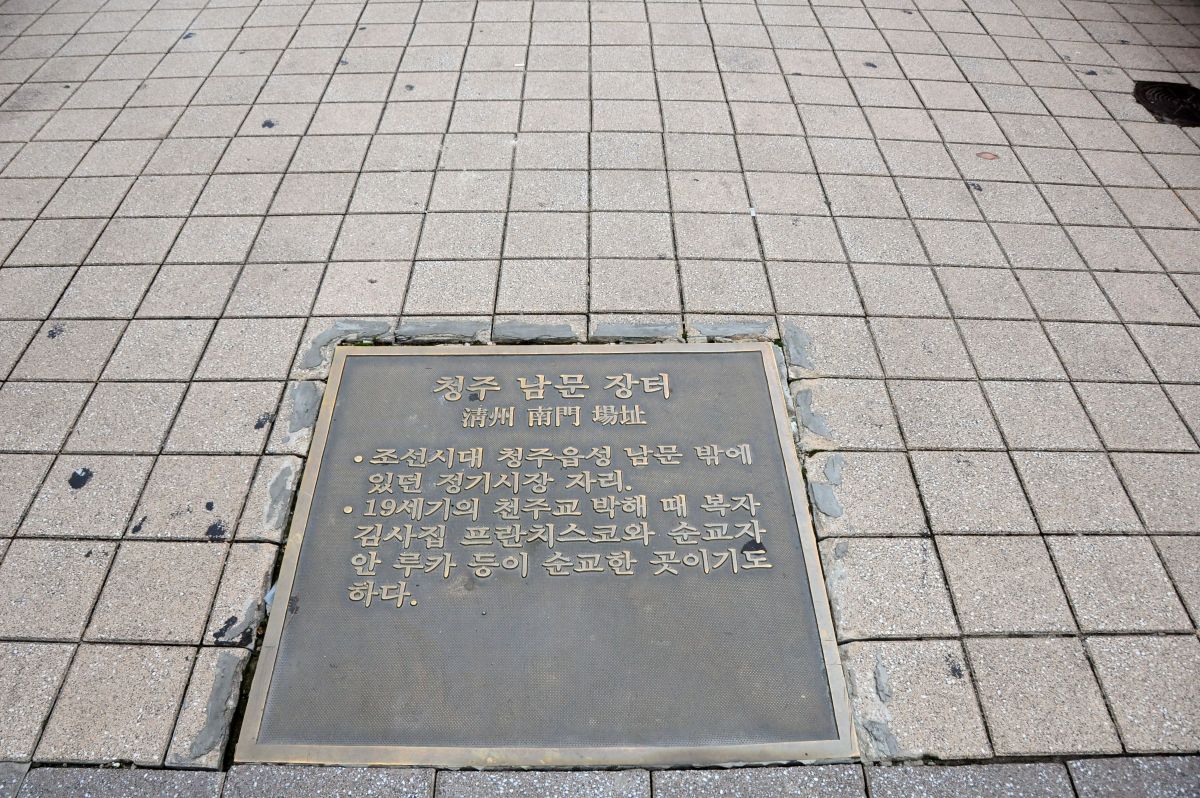 청주 남문 장터
淸州 南門 場址
• 조선시대 청주읍성 남문 밖에
있던 정기시장 자리.
• 19세기의 천주교 박해 때 복자
김사집 프란치스코와 순교자
안 루카 등이 순교한 곳이기도
하다.